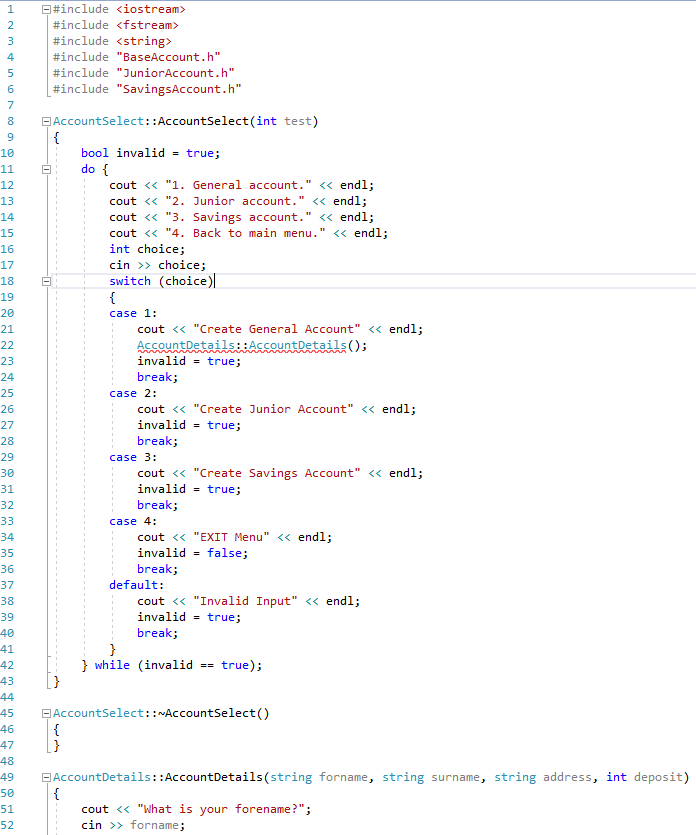 1 #include <iostream>
2 #include <fstream>
3 #include <string>
4 #include "BaseAccount.h"
5 #include "JuniorAccount.h"
6 #include "SavingsAccount.h"
7
8 AccountSelect::AccountSelect(int test)
9 {
10 bool invalid = true;
11 do {
12 cout << "1. General account." << endl;
13 cout << "2. Junior account." << endl;
14 cout << "3. Savings account." << endl;
15 cout << "4. Back to main menu." << endl;
16 int choice;
17 cin >> choice;
18 switch (choice)
19 {
20 case 1:
21 cout << "Create General Account" << endl;
22 AccountDetails::AccountDetails();
23 invalid = true;
24 break;
25 case 2:
26 cout << "Create Junior Account" << endl;
27 invalid = true;
28 break;
29 case 3:
30 cout << "Create Savings Account" << endl;
31 invalid = true;
32 break;
33 case 4:
34 cout << "EXIT Menu" << endl;
35 invalid = false;
36 break;
37 default:
38 cout << "Invalid Input" << endl;
39 invalid = true;
40 break;
41 }
42 } while (invalid == true);
43 }
44
45 AccountSelect::~AccountSelect()
46 {
47 }
48
49 AccountDetails::AccountDetails(string forname, string surname, string address, int deposit)
50 {
51 cout << "What is your forename?";
52 cin >> forname;